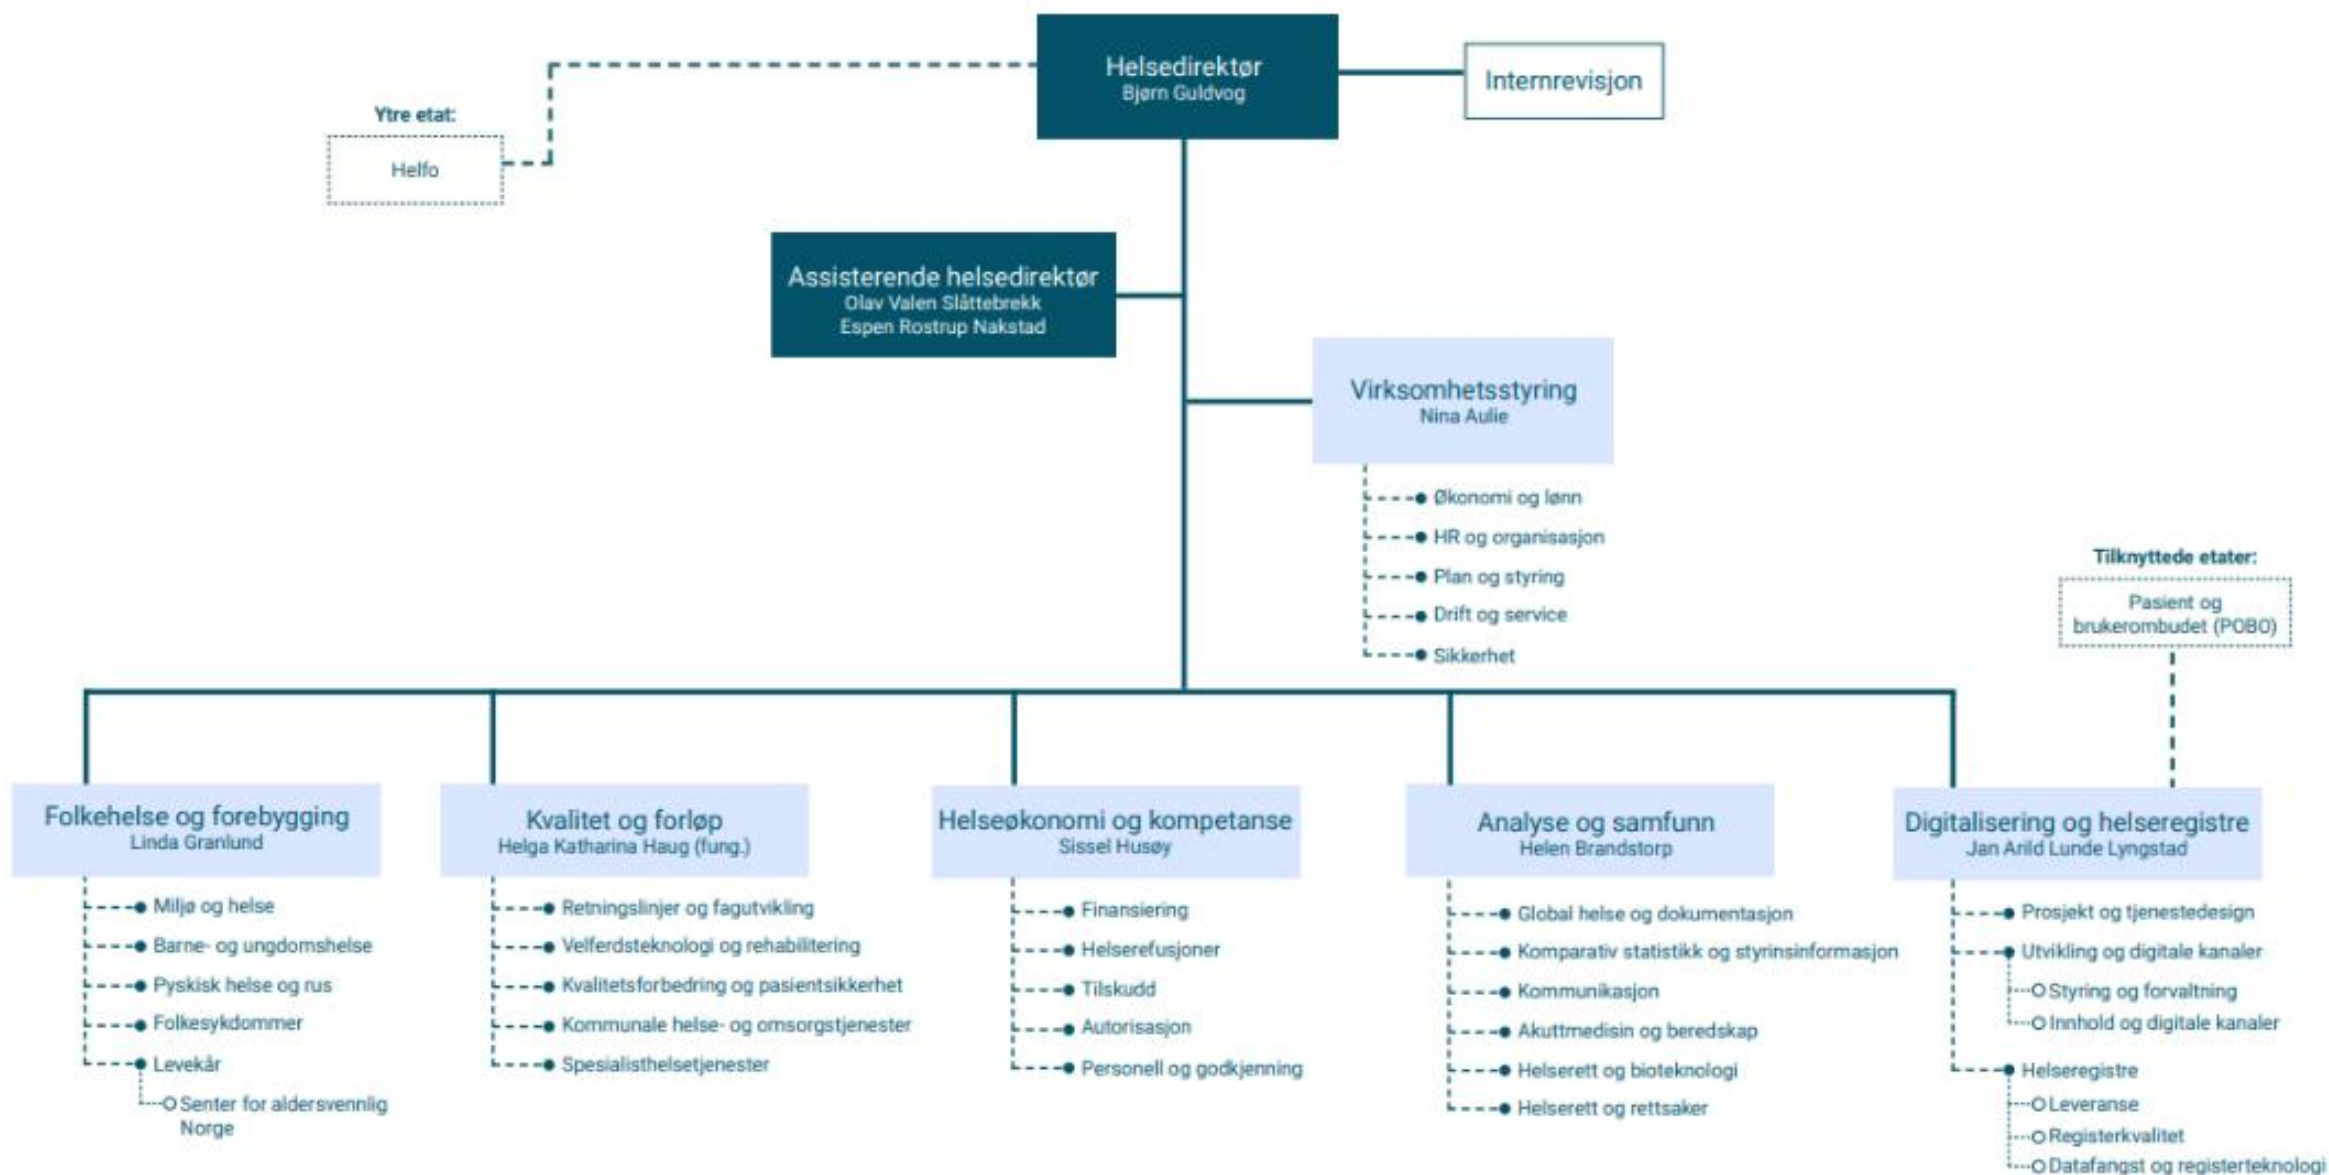 Helsedirektør
Bjørn Guldvog
Internrevisjon
Ytre etat:
Helfo
Assisterende helsedirektør
Olav Valen Slåttebrekk
Espen Rostrup Nakstad
Virksomhetsstyring
Nina Aulie
Økonomi og lønn
HR og organisasjon
Plan og styring
Drift og service
Sikkerhet
Tilknyttede etater:
Pasient og
brukerombudet (POBO)
Folkehelse og forebygging
Linda Granlund
Miljø og helse
Barne- og ungdomshelse
Pyskisk helse og rus
Folkesykdommer
Levekår
Senter for aldersvennlig
Norge
Kvalitet og forløp
Helga Katharina Haug (fung.)
Retningslinjer og fagutvikling
Velferdsteknologi og rehabilitering
Kvalitetsforbedring og pasientsikkerhet
Kommunale helse- og omsorgstjenester
Spesialisthelsetjenester
Helseøkonomi og kompetanse
Sissel Husøy
Finansiering
Helserefusjoner
Tilskudd
Autorisasjon
Personell og godkjenning
Analyse og samfunn
Helen Brandstorp
Global helse og dokumentasjon
Komparativ statistikk og styrinsinformasjon
Kommunikasjon
Akuttmedisin og beredskap
Helserett og bioteknologi
Helserett og rettsaker
Digitalisering og helseregistre
Jan Arild Lunde Lyngstad
Prosjekt og tjenestedesign
Utvikling og digitale kanaler
Styring og forvaltning
Innhold og digitale kanaler
Helseregistre
Leveranse
Registerkvalitet
Datafangst og registerteknologi